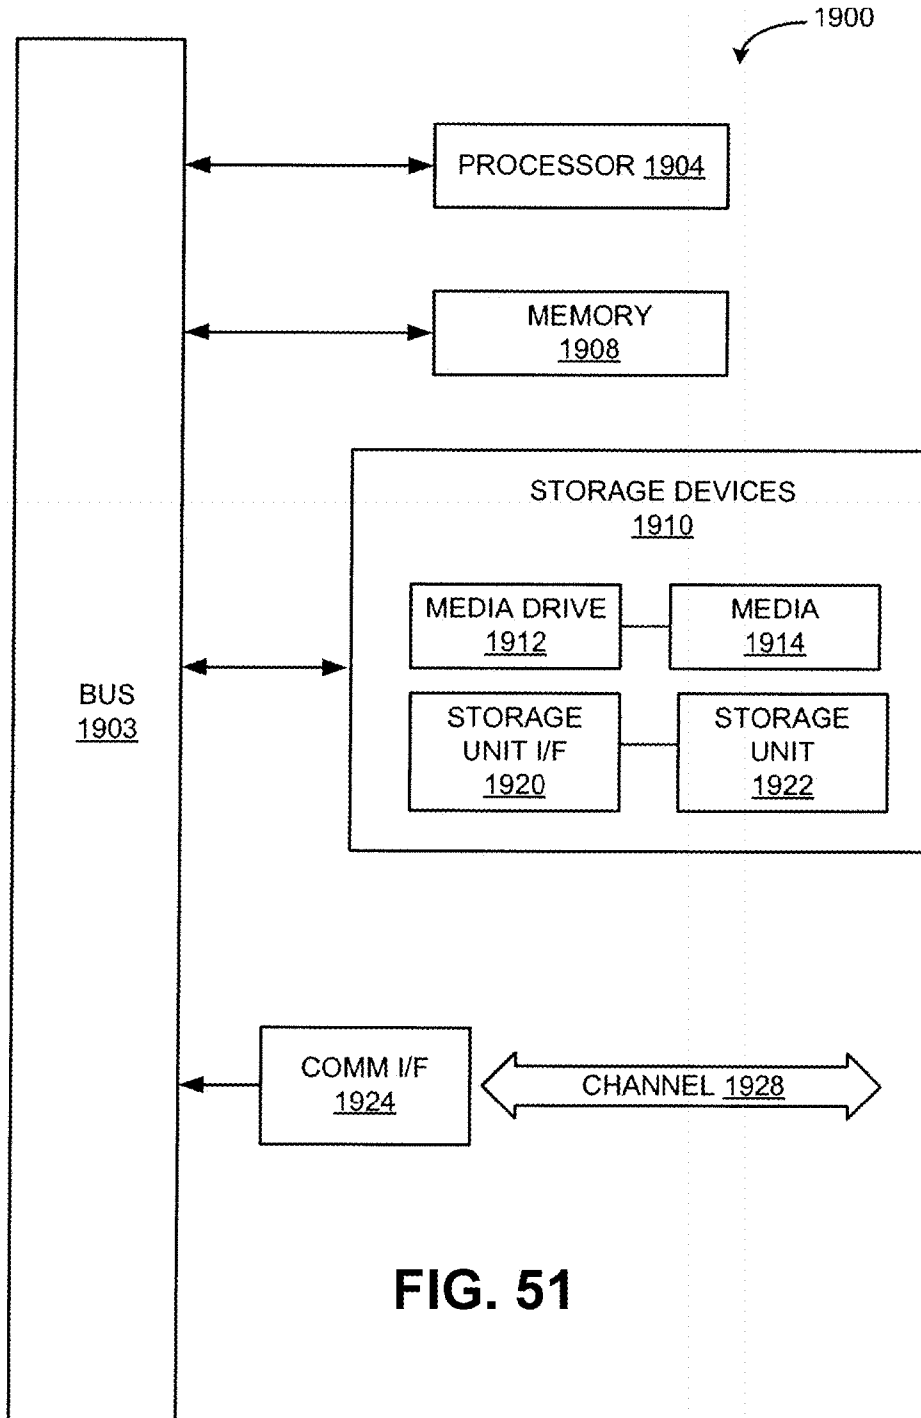 1900
PROCESSOR 1904
MEMORY
1908
STORAGE DEVICES
1910
MEDIA DRIVE
1912
MEDIA
1914
STORAGE
UNIT I/F
1920
STORAGE
UNIT
1922
BUS
1903
COMM I/F
1924
CHANNEL 1928
FIG. 51